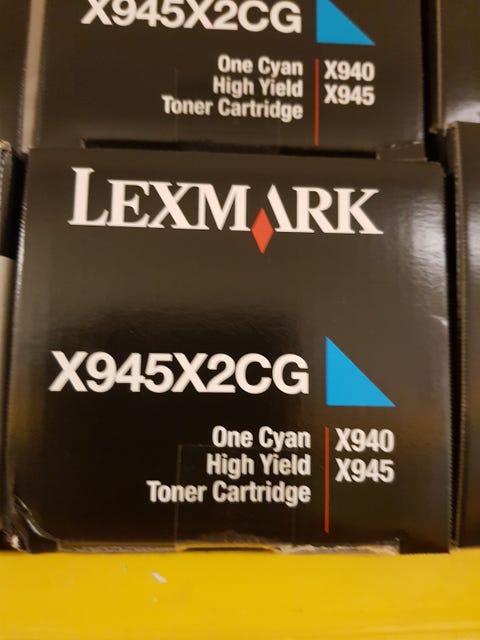 X945X2CG
One Cyan
High Yield
Toner Cartridge
X940
X945
LEXMARK
X945X2CG
One Cyan
High Yield
Toner Cartridge
X940
X945